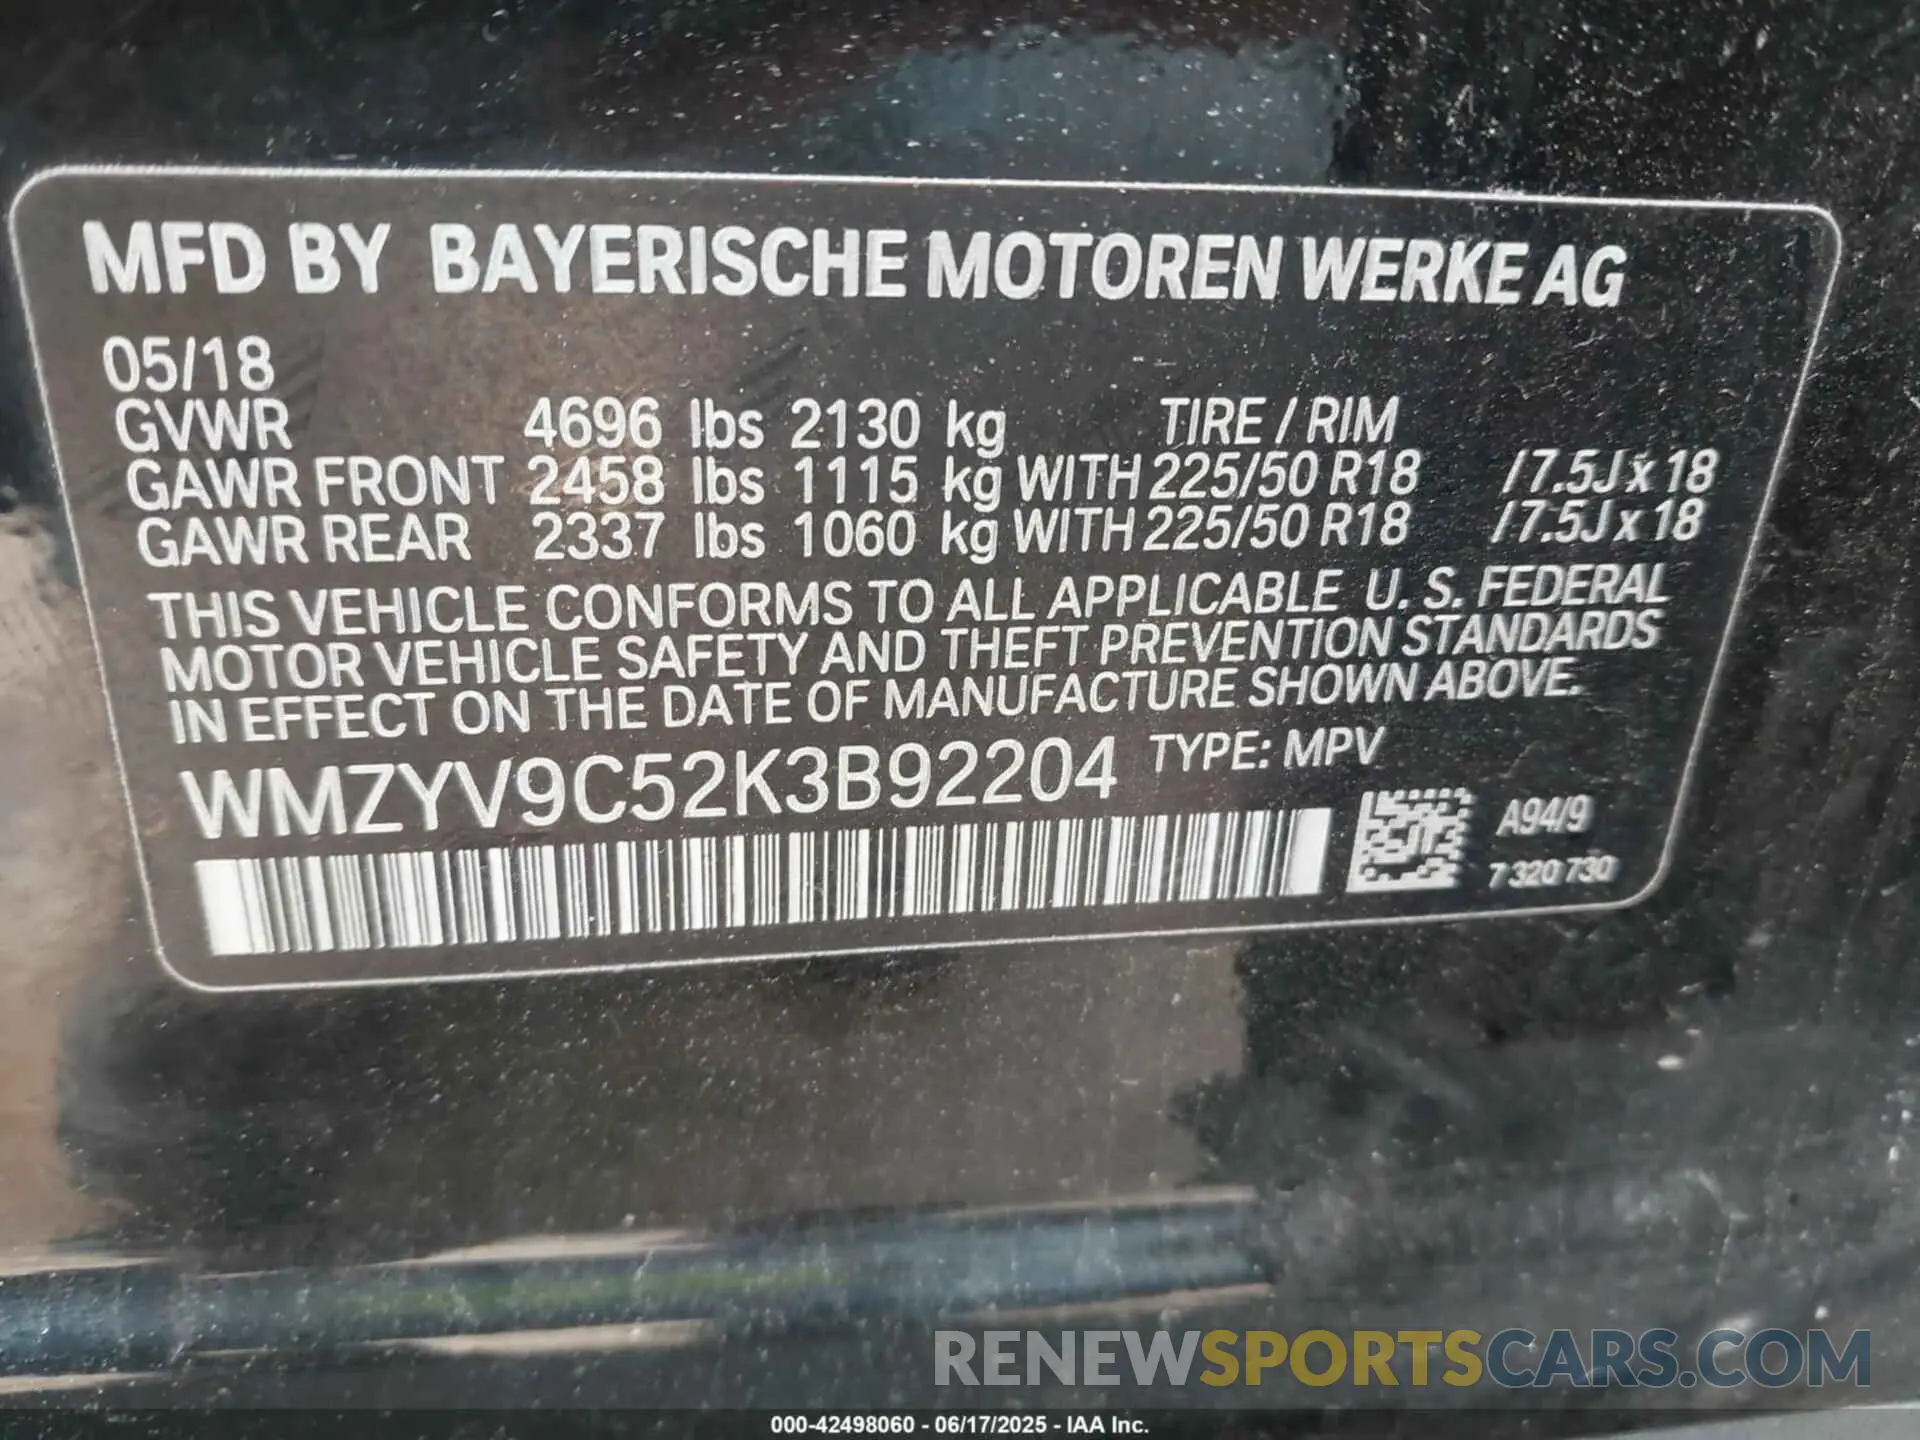 MFD BY BAYERISCHE MOTOREN WERKE AG
05/18
GVWR 4696 lbs 2130 kg TIRE / RIM
GAWR FRONT 2458 lbs 1115 kg WITH 225/50 R18 /7.5J x 18
GAWR REAR 2337 lbs 1060 kg WITH 225/50 R18 /7.5J x 18
THIS VEHICLE CONFORMS TO ALL APPLICABLE U. S. FEDERAL
MOTOR VEHICLE SAFETY AND THEFT PREVENTION STANDARDS
IN EFFECT ON THE DATE OF MANUFACTURE SHOWN ABOVE.
WMZYV9C52K3B92204 TYPE: MPV
A94/9
7 320 730
RENEWSPORTSCARS.COM
000-42498060 - 06/17/2025 - IAA Inc.